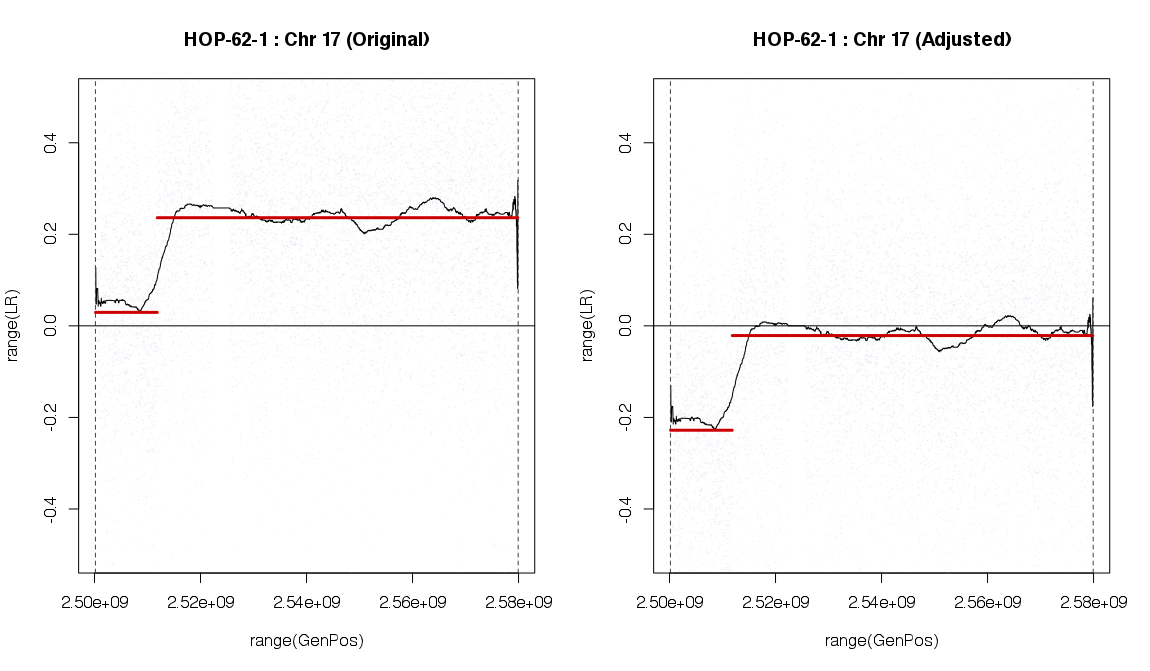 HOP-62-1 : Chr 17 (Original)
range(LR)
0.4
0.2
0.0
-0.2
-0.4
2.50e+09 2.52e+09 2.54e+09 2.56e+09 2.58e+09
range(GenPos)
HOP-62-1 : Chr 17 (Adjusted)
range(LR)
0.4
0.2
0.0
-0.2
-0.4
2.50e+09 2.52e+09 2.54e+09 2.56e+09 2.58e+09
range(GenPos)